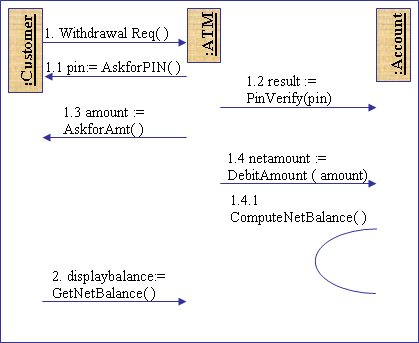 :Customer
:ATM
:Account
1. Withdrawal Req( )
1.1 pin:= AskforPIN( )
1.2 result :=
PinVerify(pin)
1.3 amount :=
AskforAmt( )
1.4 netamount :=
DebitAmount ( amount)
1.4.1
ComputeNetBalance( )
2. displaybalance:=
GetNetBalance( )